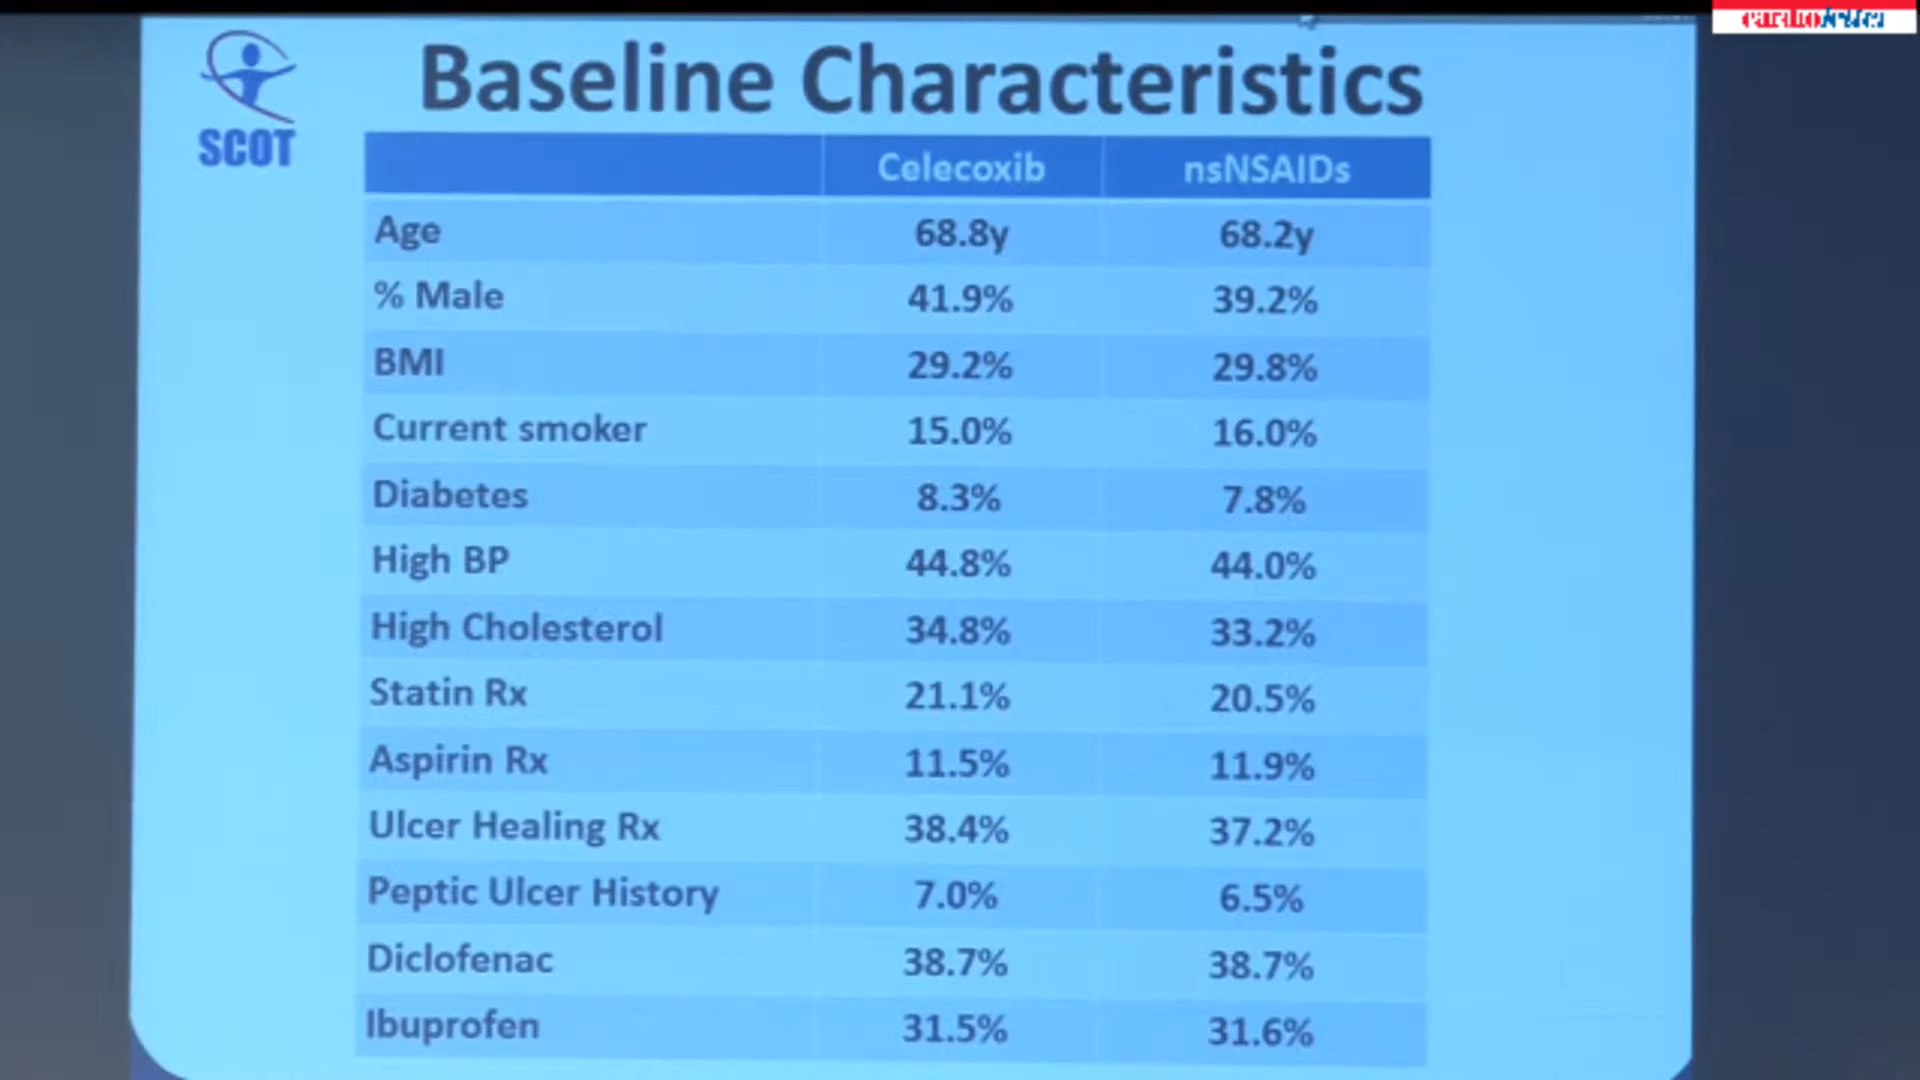 SCOT
Baseline Characteristics
Celecoxib nsNSAIDs
Age 68.8y 68.2y
% Male 41.9% 39.2%
BMI 29.2% 29.8%
Current smoker 15.0% 16.0%
Diabetes 8.3% 7.8%
High BP 44.8% 44.0%
High Cholesterol 34.8% 33.2%
Statin Rx 21.1% 20.5%
Aspirin Rx 11.5% 11.9%
Ulcer Healing Rx 38.4% 37.2%
Peptic Ulcer History 7.0% 6.5%
Diclofenac 38.7% 38.7%
Ibuprofen 31.5% 31.6%